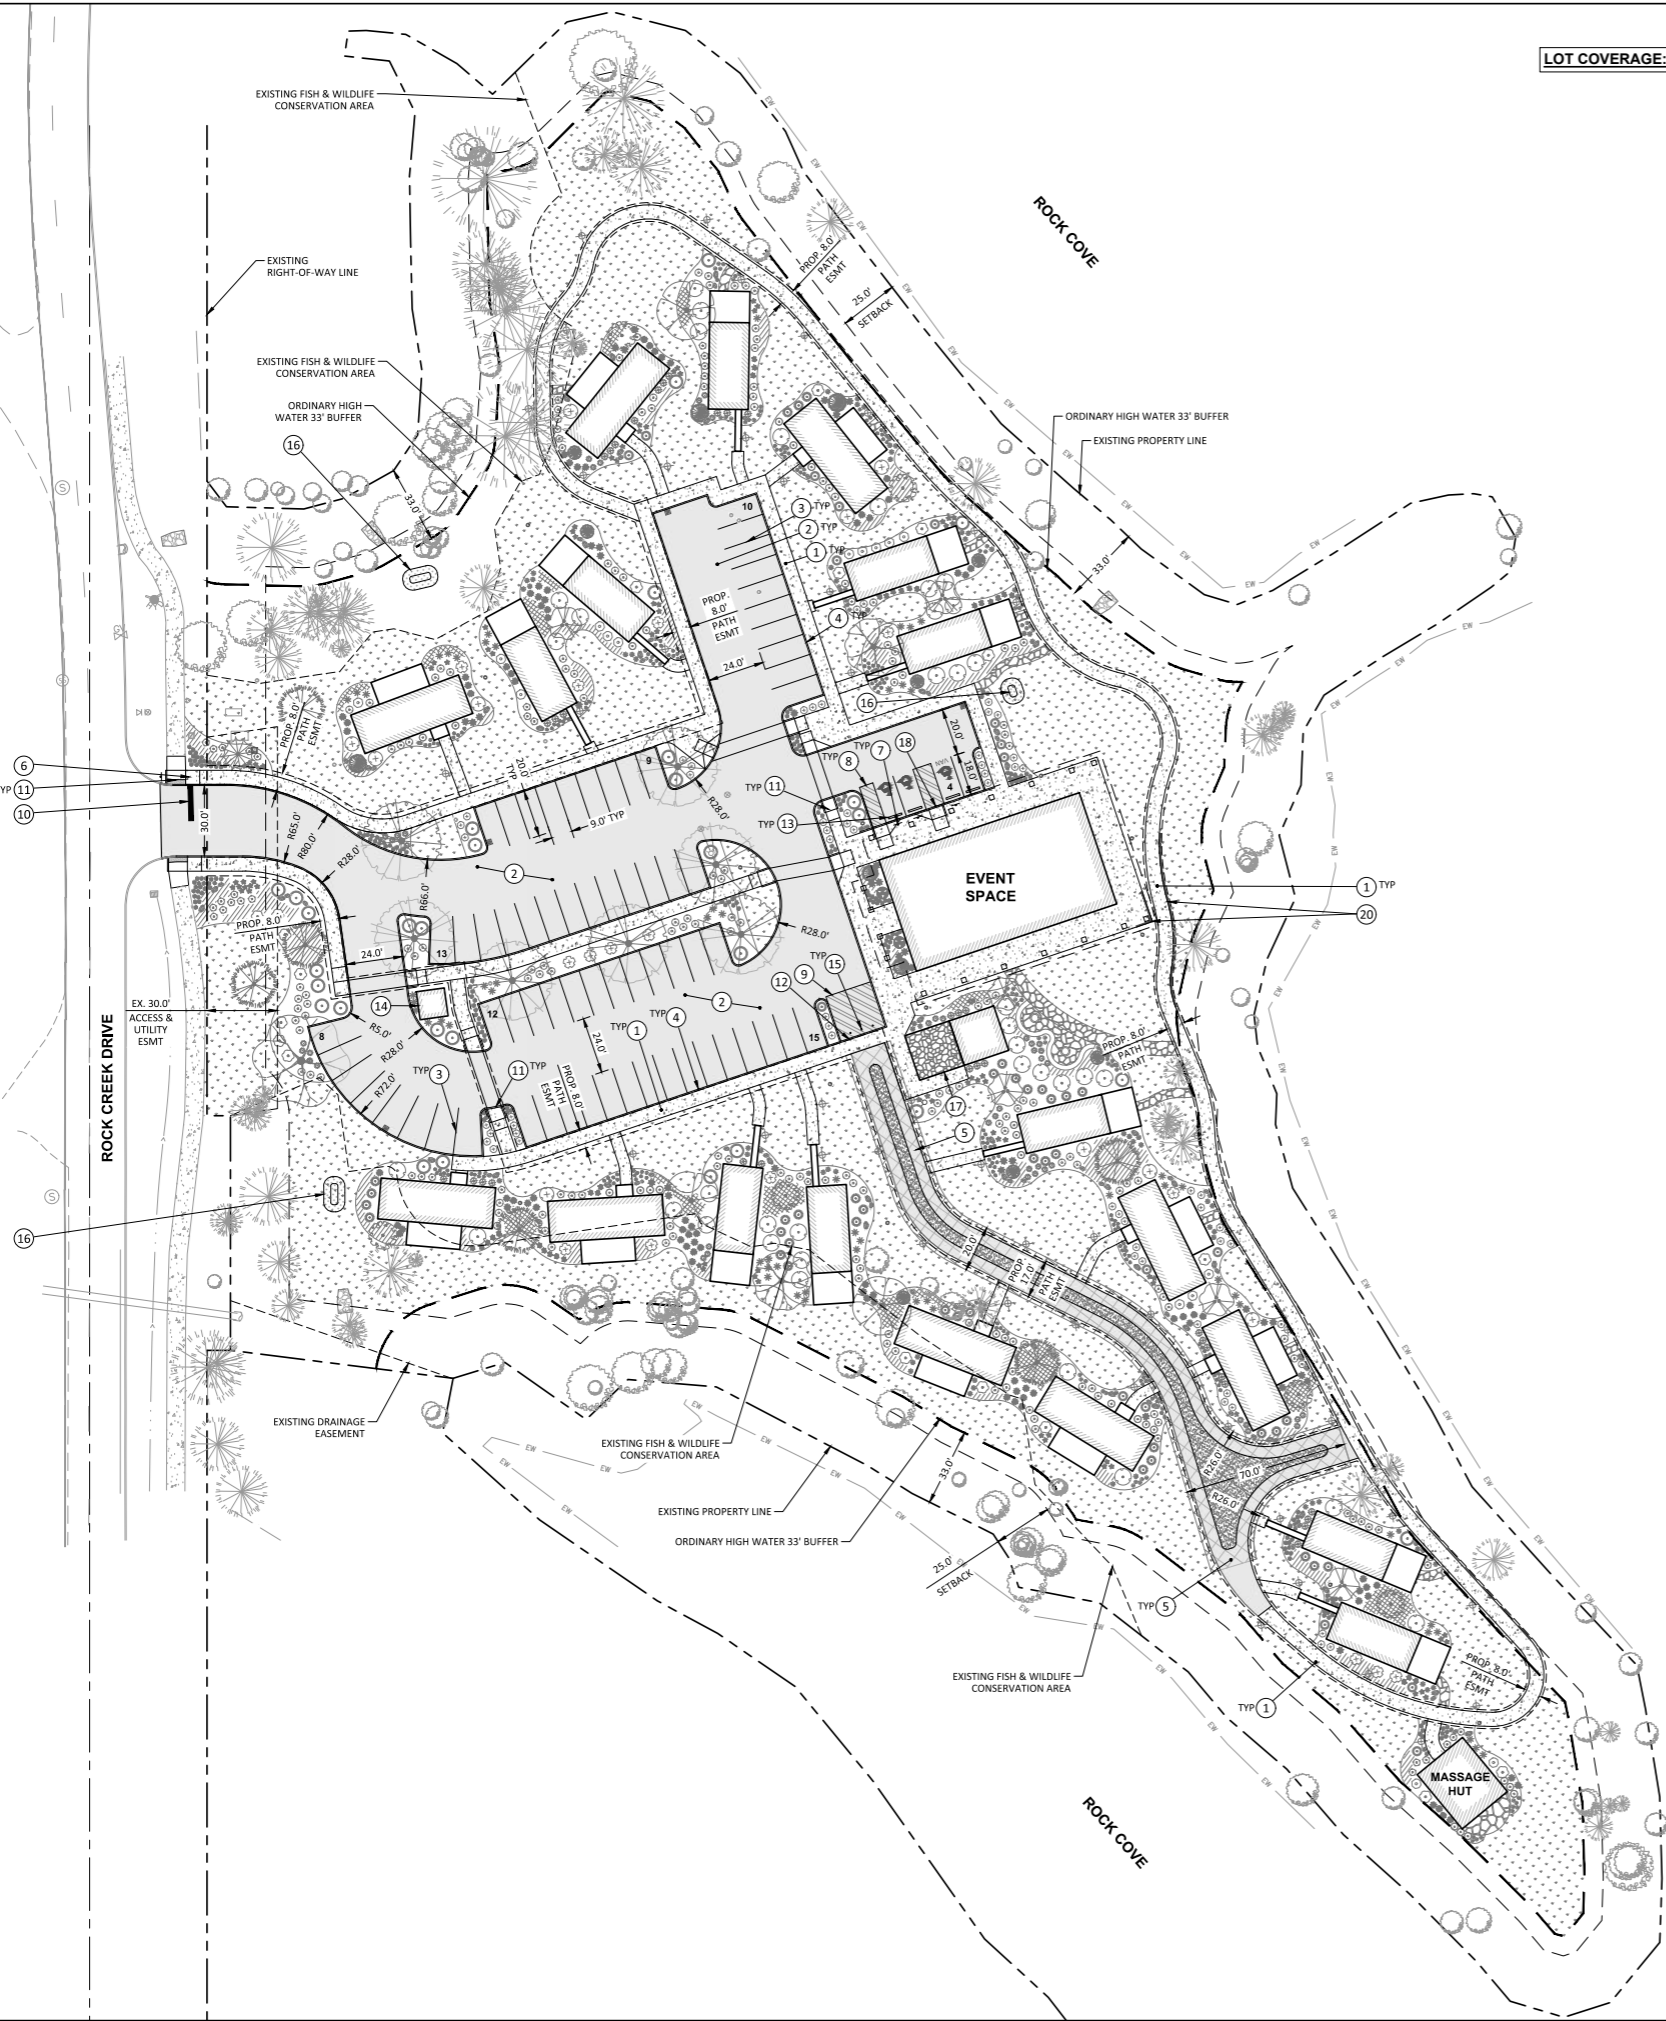 LOT COVERAGE:
EXISTING FISH & WILDLIFE
CONSERVATION AREA
ROCK COVE
EXISTING
RIGHT-OF-WAY LINE
PROP. 8.0'
PATH
ESMT
25.0'
SETBACK
EXISTING FISH & WILDLIFE
CONSERVATION AREA
ORDINARY HIGH
WATER 33' BUFFER
16
33.0'
ORDINARY HIGH WATER 33' BUFFER
EXISTING PROPERTY LINE
33.0'
10
3 TYP
2 TYP
1 TYP
4 TYP
PROP.
8.0'
PATH
ESMT
24.0'
16
PROP. 8.0'
PATH
ESMT
6
TYP 11
10
30.0'
R65.0'
R80.0'
R28.0'
R66.0'
20.0'
TYP
9.0' TYP
9
R28.0'
TYP 7
18
TYP 8
TYP 11
TYP 13
20.0'
18.0'
VAN
4
2
EVENT
SPACE
1 TYP
20
PROP. 8.0'
PATH
ESMT
24.0'
13
R28.0'
TYP
15
9
12
14
12
2
TYP 1
TYP 4
15
EX. 30.0'
ACCESS &
UTILITY
ESMT
8
R5.0'
R28.0'
R72.0'
TYP 3
11 TYP
24.0'
PROP. 8.0'
PATH
ESMT
PROP. 8.0'
PATH
ESMT
17
5
ROCK CREEK DRIVE
16
20.0'
PROP.
17.0'
PATH
ESMT
EXISTING DRAINAGE
EASEMENT
EXISTING FISH & WILDLIFE
CONSERVATION AREA
EXISTING PROPERTY LINE
ORDINARY HIGH WATER 33' BUFFER
33.0'
25.0'
SETBACK
R26.0'
70.0'
R26.0'
TYP 5
EXISTING FISH & WILDLIFE
CONSERVATION AREA
TYP 1
PROP. 8.0'
PATH
ESMT
MASSAGE
HUT
ROCK COVE